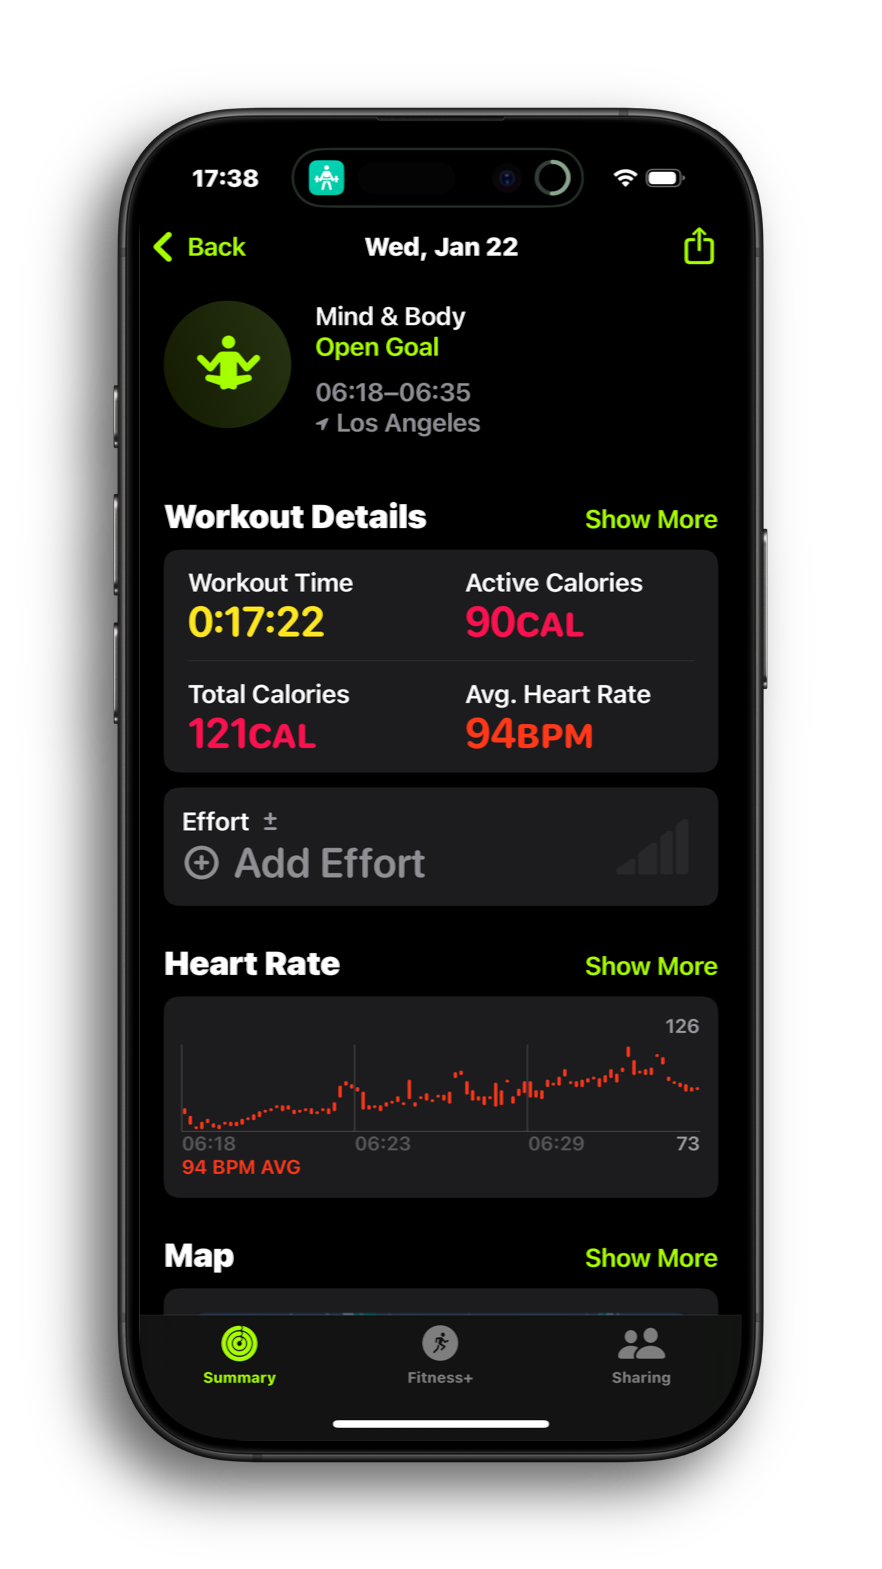 17:38
Back
Wed, Jan 22
Mind & Body
Open Goal
06:18–06:35
Los Angeles
Workout Details
Show More
Workout Time
Active Calories
0:17:22
90CAL
Total Calories
Avg. Heart Rate
121CAL
94BPM
Effort ±
Add Effort
Heart Rate
Show More
126
06:18
06:23
06:29
73
94 BPM AVG
Map
Show More
Summary
Fitness+
Sharing